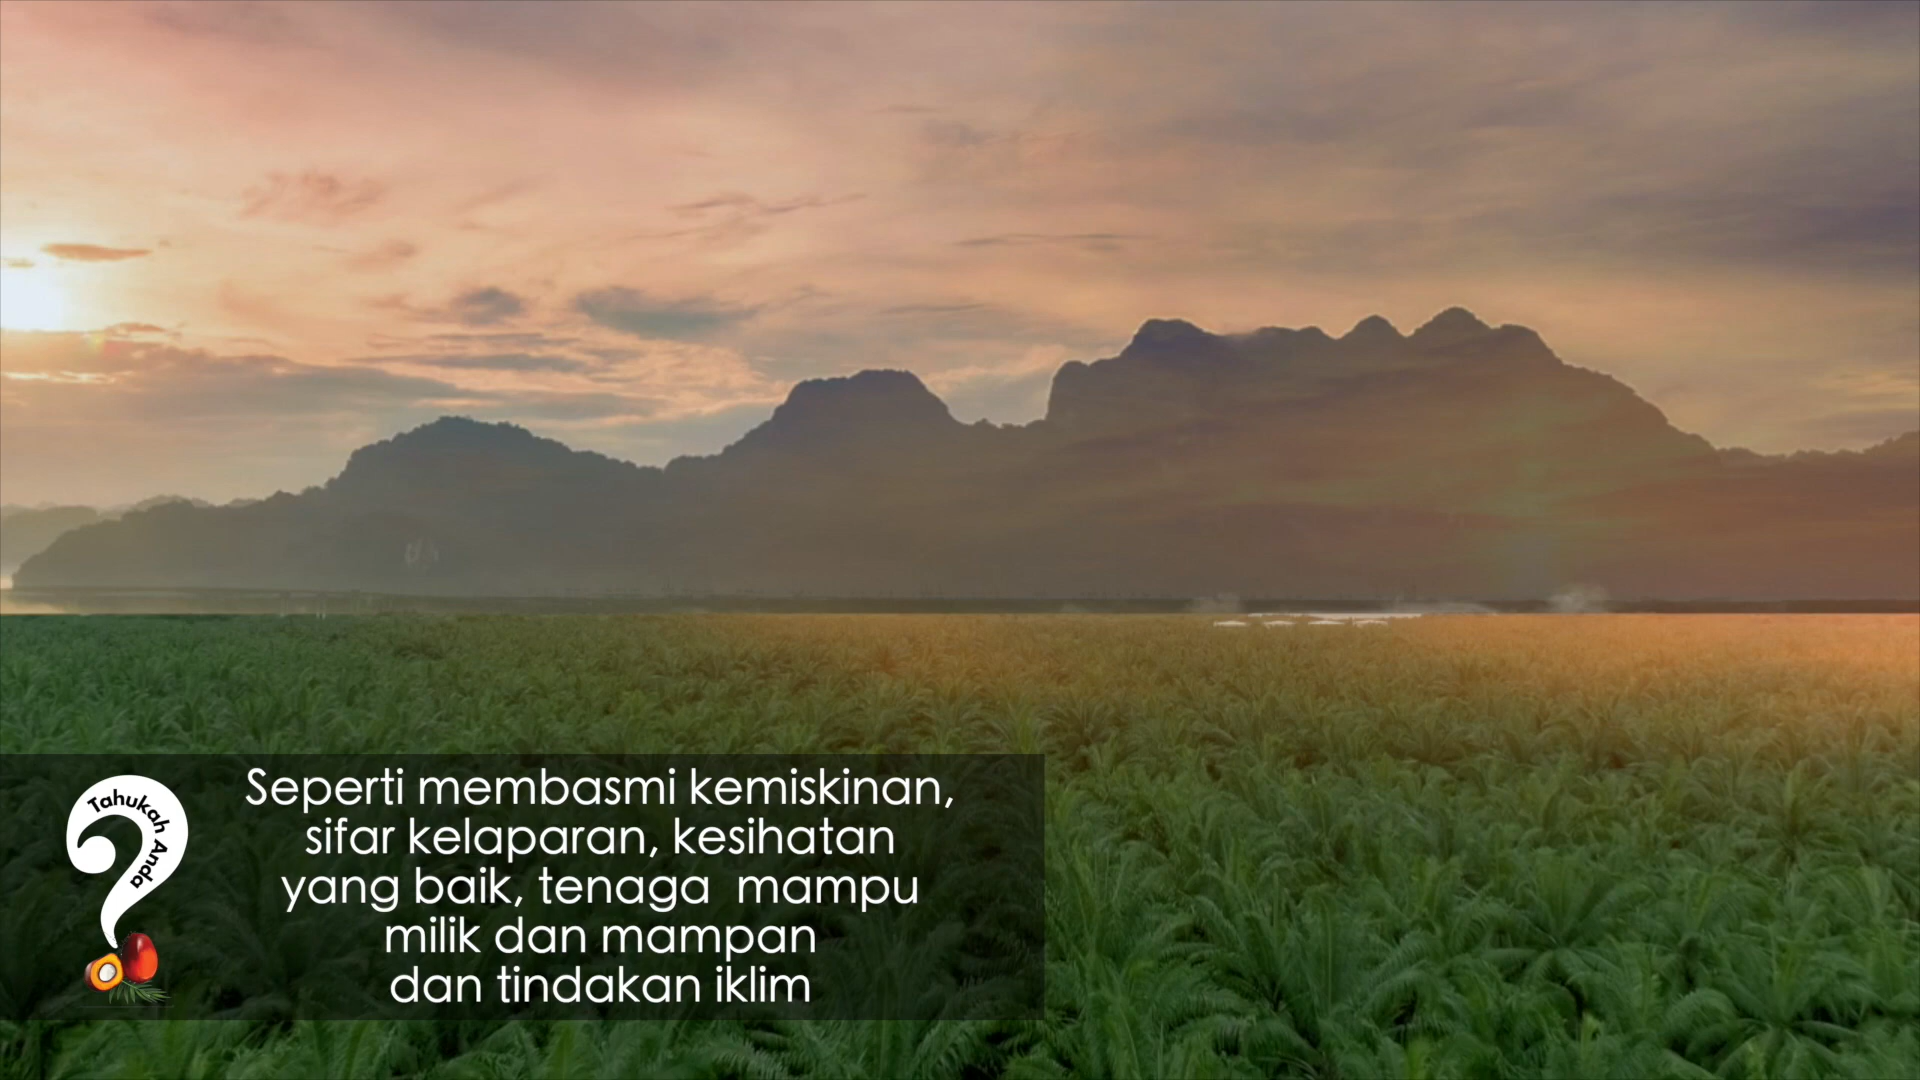 Tahukah Anda
Seperti membasmi kemiskinan,
sifar kelaparan, kesihatan
yang baik, tenaga  mampu
milik dan mampan
dan tindakan iklim